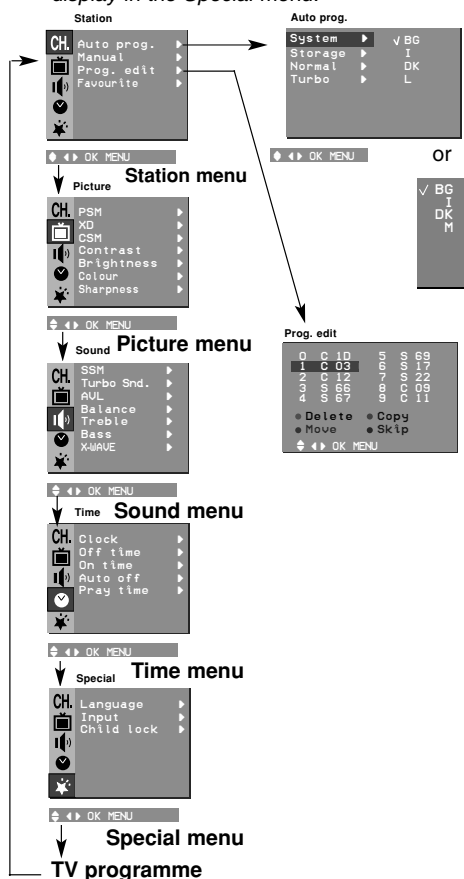 display in the Special menu.
Station
CH.
Auto prog.
Manual
Prog. edit
Favourite
OK MENU
Station menu
Auto prog.
System √ BG
Storage I
Normal DK
Turbo L
OK MENU
or
√ BG
I
DK
M
Picture
CH.
PSM
XD
CSM
Contrast
Brightness
Colour
Sharpness
OK MENU
Picture menu
Prog. edit
0 C 10 5 S 69
1 C 03 6 S 17
2 C 12 7 S 22
3 S 66 8 C 09
4 S 67 9 C 11
Delete Copy
Move Skip
OK MENU
Sound
CH.
SSM
Turbo Snd.
AVL
Balance
Treble
Bass
X-WAVE
OK MENU
Sound menu
Time
CH.
Clock
Off time
On time
Auto off
Pray time
OK MENU
Time menu
Special
CH.
Language
Input
Child lock
OK MENU
Special menu
TV programme